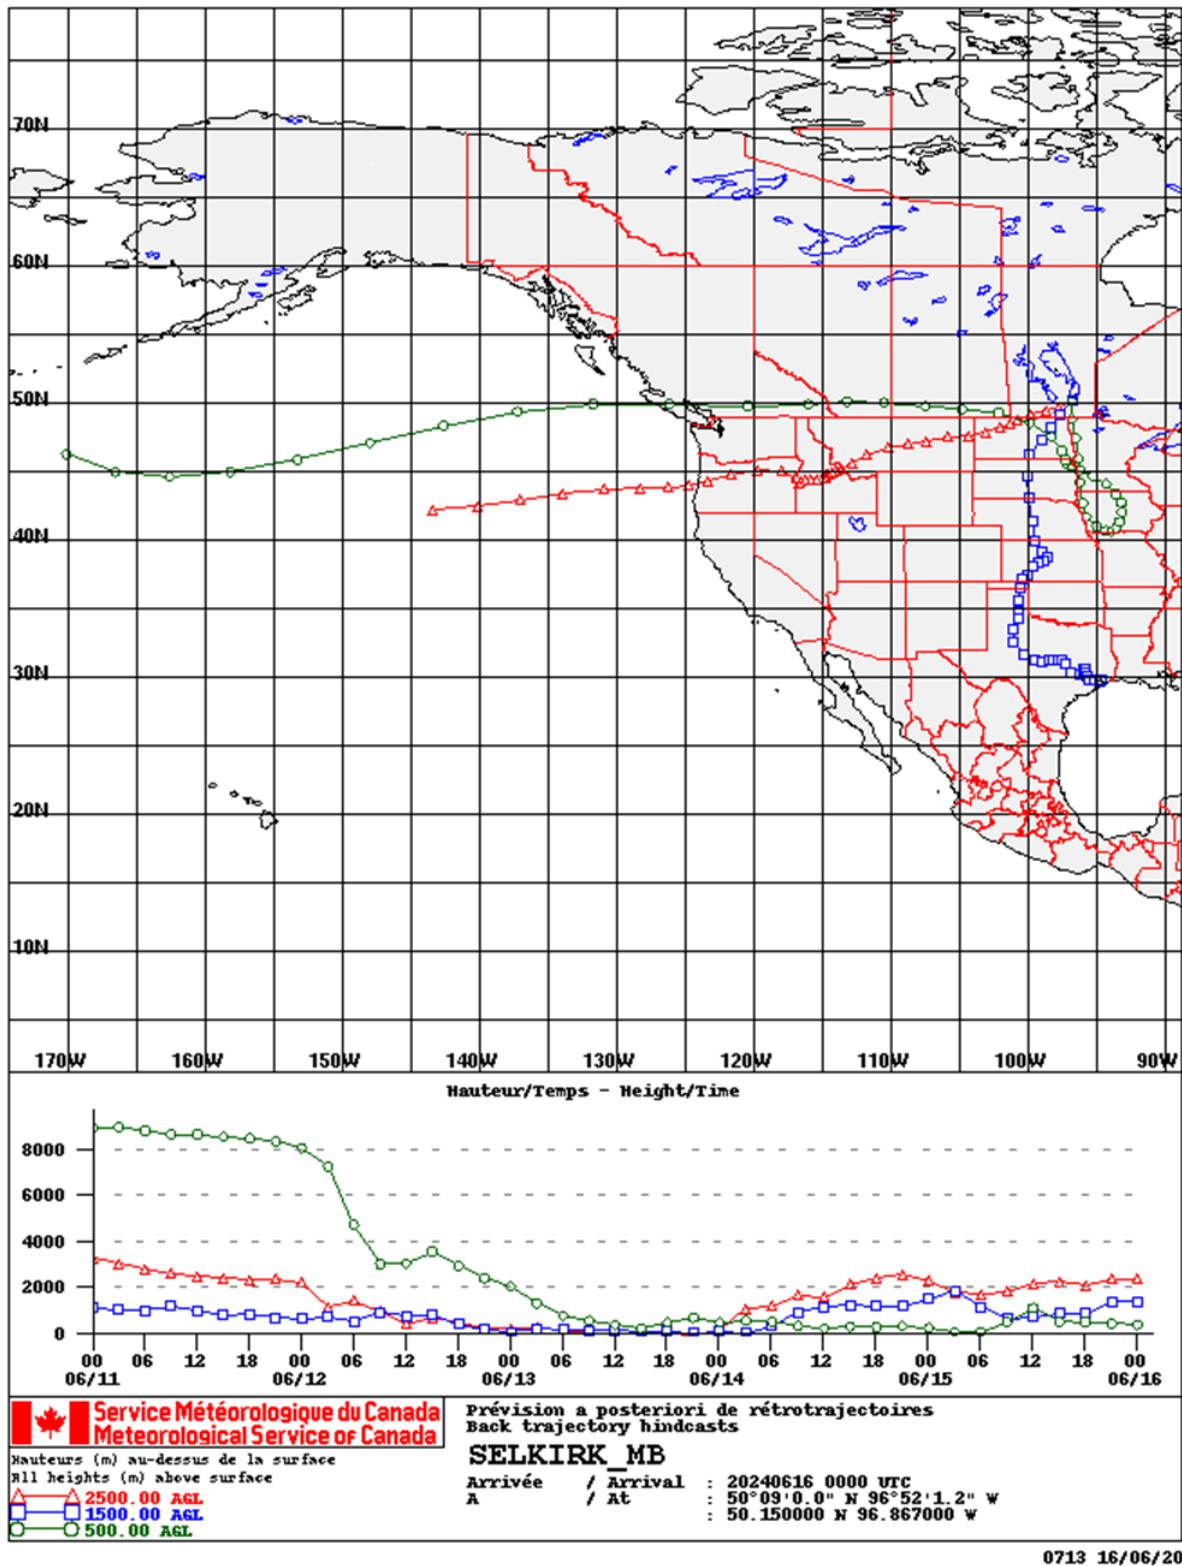 70N
60N
50N
40N
30N
20N
10N
170W 160W 150W 140W 130W 120W 110W 100W 90W
Hauteur/Temps - Height/Time
8000
6000
4000
2000
0
00 06 12 18 00 06 12 18 00 06 12 18 00 06 12 18 00 06 12 18 00
06/11 06/12 06/13 06/14 06/15 06/16
Service Météorologique du Canada
Meteorological Service of Canada
Hauteurs (m) au-dessus de la surface
All heights (m) above surface
2500.00 AGL
1500.00 AGL
500.00 AGL
Prévision a posteriori de rétrotrajectoires
Back trajectory hindcasts
SELKIRK_MB
Arrivée / Arrival : 20240616 0000 UTC
A / At : 50°09'0.0" N 96°52'1.2" W
: 50.150000 N 96.867000 W
0713 16/06/20